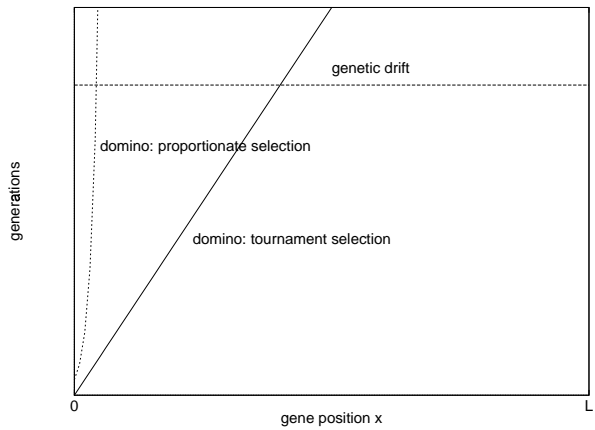 genetic drift
domino: proportionate selection
generations
domino: tournament selection
0
L
gene position x